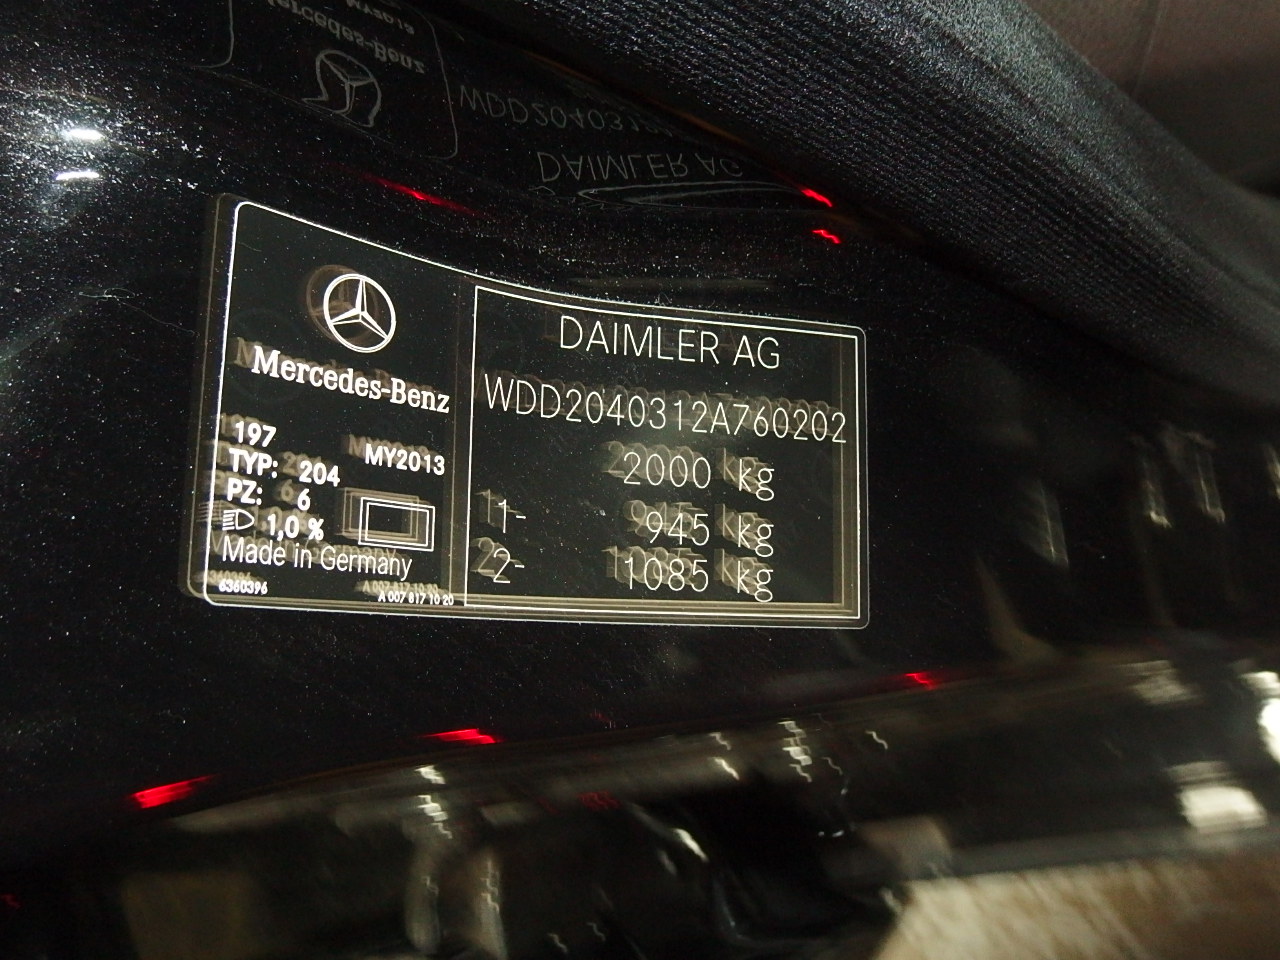 Mercedes-Benz
197
MY2013
TYP: 204
PZ: 6
1,0 %
Made in Germany
6360396
A 007 817 10 20
DAIMLER AG
WDD2040312A760202
2000 kg
1- 945 kg
2- 1085 kg